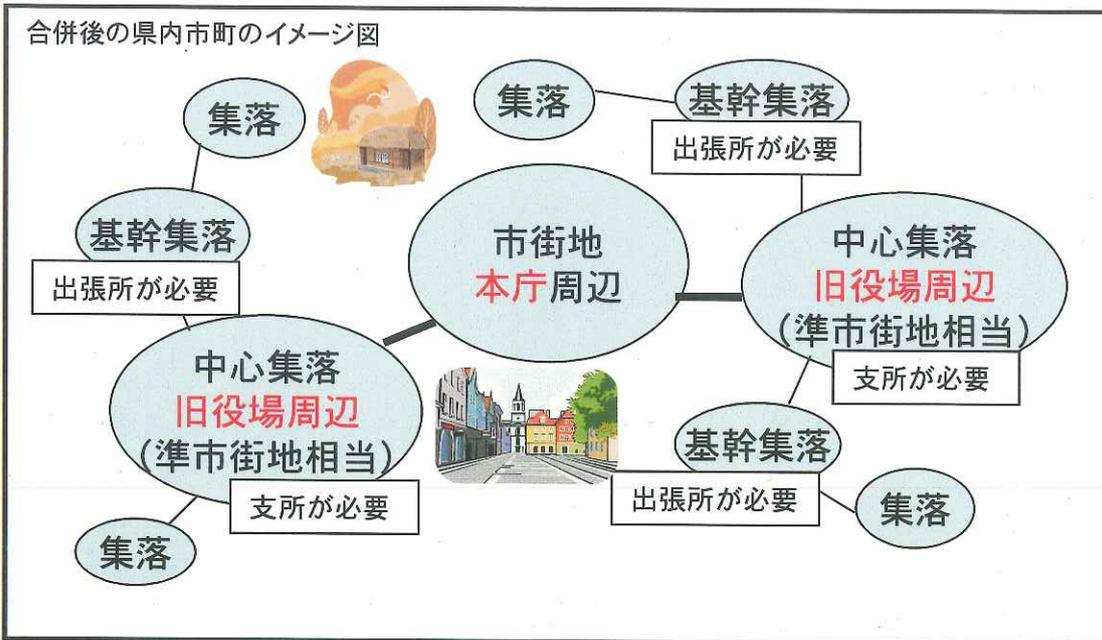 合併後の県内市町のイメージ図
集落
基幹集落
出張所が必要
中心集落
旧役場周辺
(準市街地相当)
支所が必要
集落
市街地
本庁周辺
集落
基幹集落
出張所が必要
中心集落
旧役場周辺
(準市街地相当)
支所が必要
基幹集落
出張所が必要
集落